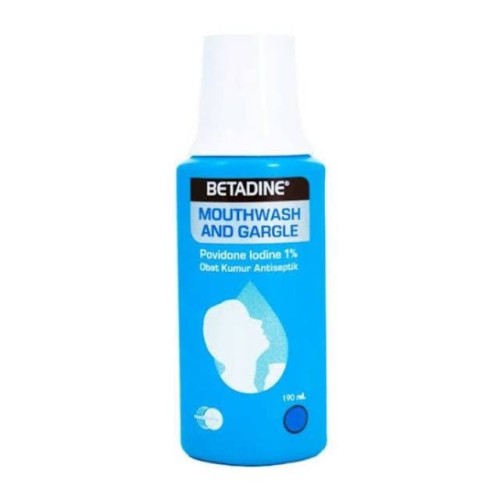 BETADINE®
MOUTHWASH
AND GARGLE
Povidone Iodine 1%
Obat Kumur Antiseptik
190 mL